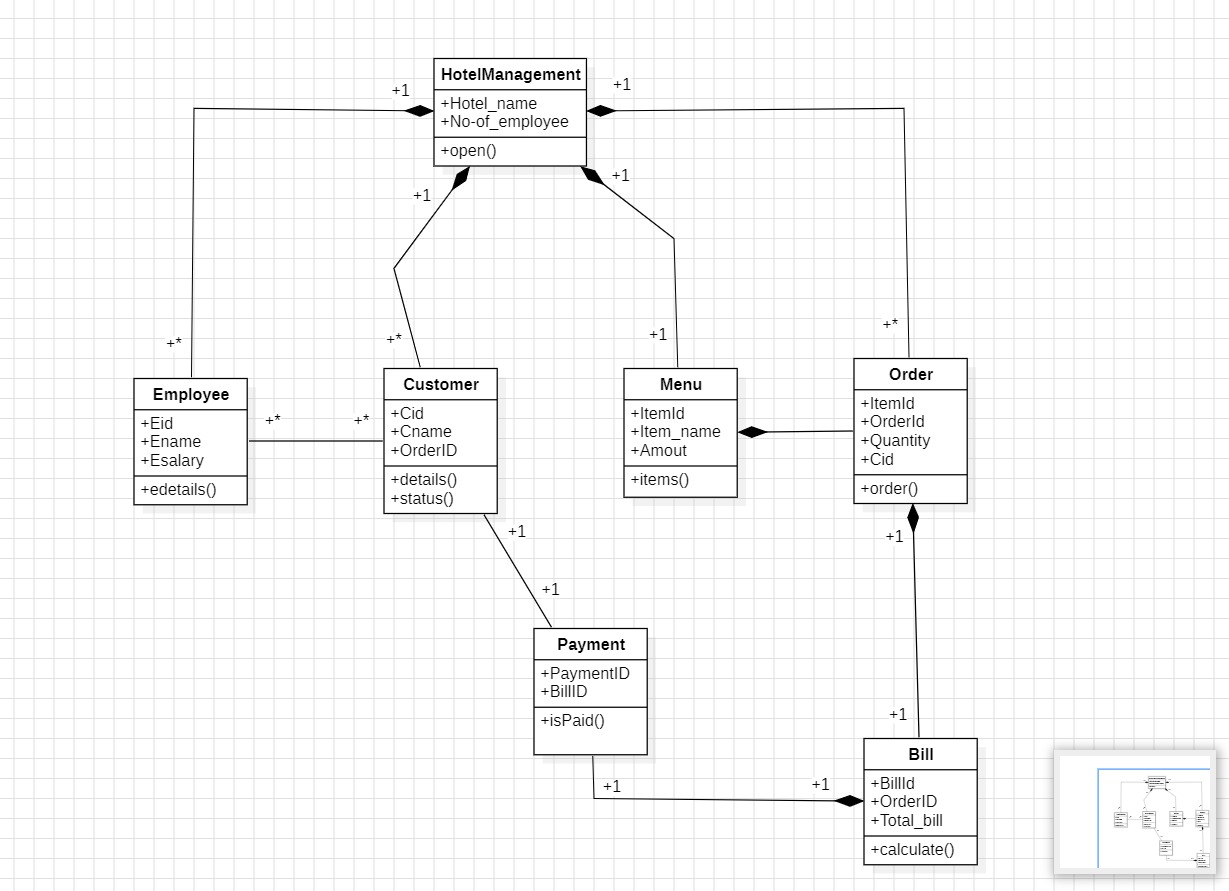 HotelManagement
+Hotel_name
+No-of_employee
+open()
+1
+1
+1
+1
+*
+*
+1
+*
Employee
+Eid
+Ename
+Esalary
+edetails()
+*
+*
Customer
+Cid
+Cname
+OrderID
+details()
+status()
Menu
+ItemId
+Item_name
+Amout
+items()
Order
+ItemId
+OrderId
+Quantity
+Cid
+order()
+1
+1
+1
+1
Payment
+PaymentID
+BillID
+isPaid()
+1
+1
Bill
+BillId
+OrderID
+Total_bill
+calculate()